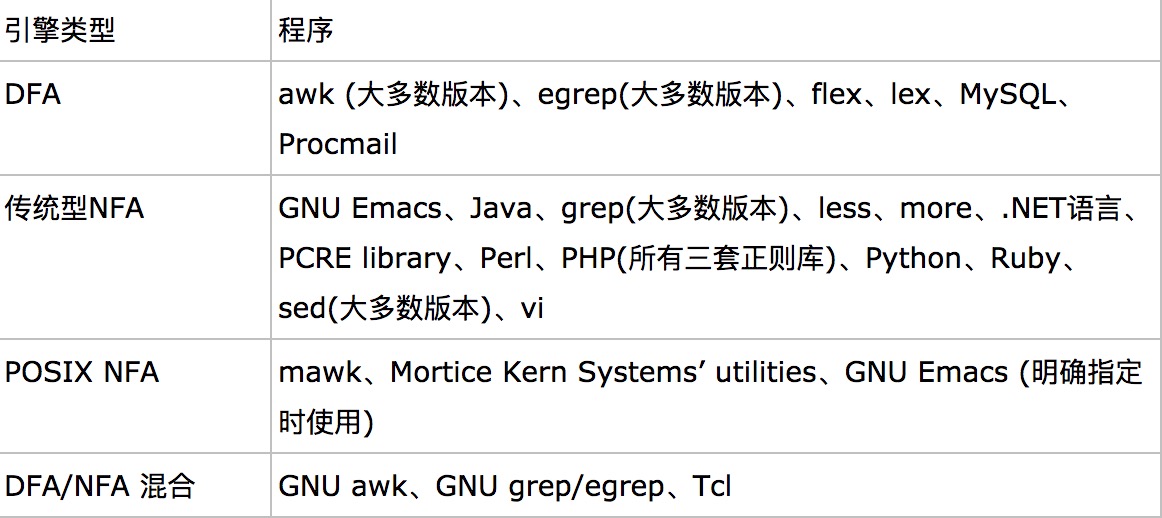 引擎类型 程序
DFA awk (大多数版本)、egrep(大多数版本)、flex、lex、MySQL、
Procmail
传统型NFA GNU Emacs、Java、grep(大多数版本)、less、more、.NET语言、
PCRE library、Perl、PHP(所有三套正则库)、Python、Ruby、
sed(大多数版本)、vi
POSIX NFA mawk、Mortice Kern Systems’ utilities、GNU Emacs (明确指定
时使用)
DFA/NFA 混合 GNU awk、GNU grep/egrep、Tcl